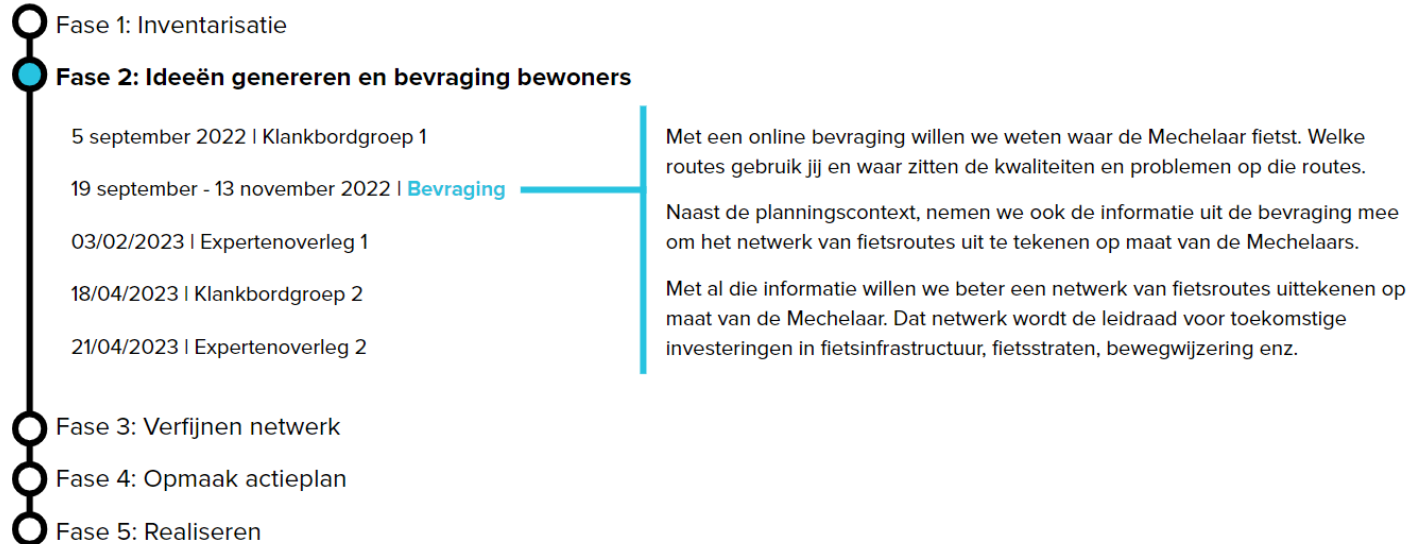 Fase 1: Inventarisatie
Fase 2: Ideeën genereren en bevraging bewoners
5 september 2022 | Klankbordgroep 1
19 september - 13 november 2022 | Bevraging
03/02/2023 | Expertenoverleg 1
18/04/2023 | Klankbordgroep 2
21/04/2023 | Expertenoverleg 2
Met een online bevraging willen we weten waar de Mechelaar fietst. Welke
routes gebruik jij en waar zitten de kwaliteiten en problemen op die routes.
Naast de planningscontext, nemen we ook de informatie uit de bevraging mee
om het netwerk van fietsroutes uit te tekenen op maat van de Mechelaars.
Met al die informatie willen we beter een netwerk van fietsroutes uittekenen op
maat van de Mechelaar. Dat netwerk wordt de leidraad voor toekomstige
investeringen in fietsinfrastructuur, fietsstraten, bewegwijzering enz.
Fase 3: Verfijnen netwerk
Fase 4: Opmaak actieplan
Fase 5: Realiseren